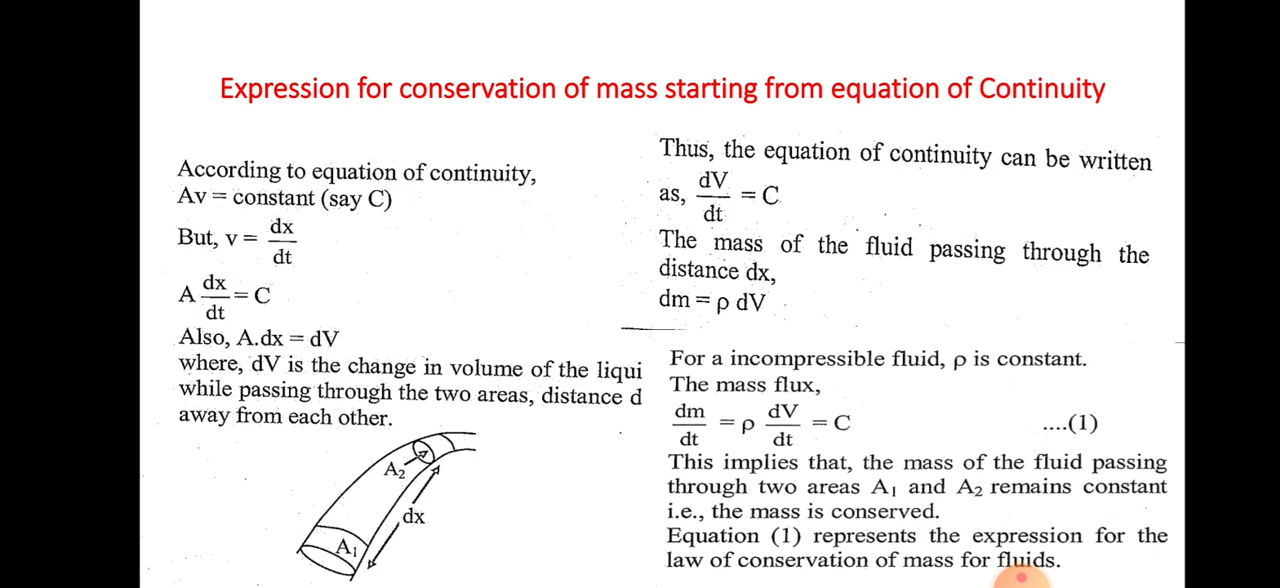 Expression for conservation of mass starting from equation of Continuity
According to equation of continuity,
Av = constant (say C)
But, v = dx/dt
A dx/dt = C
Also, A.dx = dV
where, dV is the change in volume of the liqui
while passing through the two areas, distance d
away from each other.
A₂
dx
A₁
Thus, the equation of continuity can be written
as, dV/dt = C
The mass of the fluid passing through the
distance dx,
dm = ρ dV
For a incompressible fluid, ρ is constant.
The mass flux,
dm/dt = ρ dV/dt = C ....(1)
This implies that, the mass of the fluid passing
through two areas A₁ and A₂ remains constant
i.e., the mass is conserved.
Equation (1) represents the expression for the
law of conservation of mass for fluids.